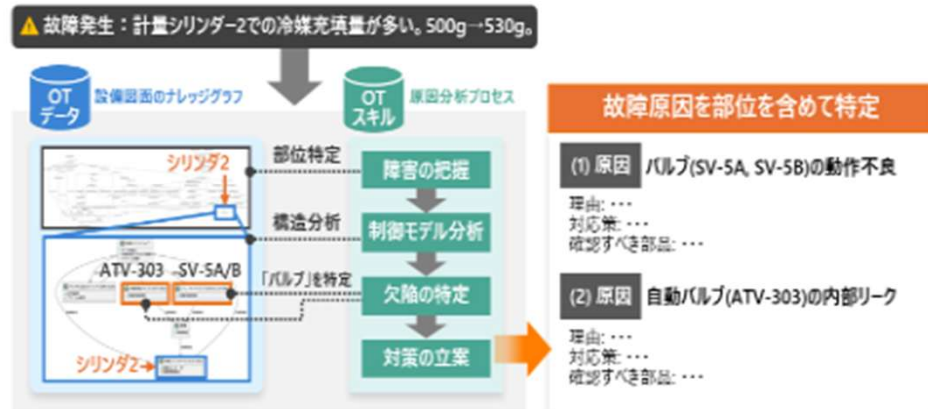 ⚠ 故障発生：計量シリンダー2での冷媒充填量が多い。500g→530g。
OT
データ
設備図面のナレッジグラフ
OT
スキル
原因分析プロセス
シリンダ2
ATV-303
SV-5A/B
シリンダ2
部位特定
構造分析
「バルブ」を特定
障害の把握
制御モデル分析
欠陥の特定
対策の立案
故障原因を部位を含めて特定
(1) 原因
バルブ(SV-5A, SV-5B)の動作不良
理由: ･･･
対応策: ･･･
確認すべき部品: ･･･
(2) 原因
自動バルブ(ATV-303)の内部リーク
理由: ･･･
対応策: ･･･
確認すべき部品: ･･･